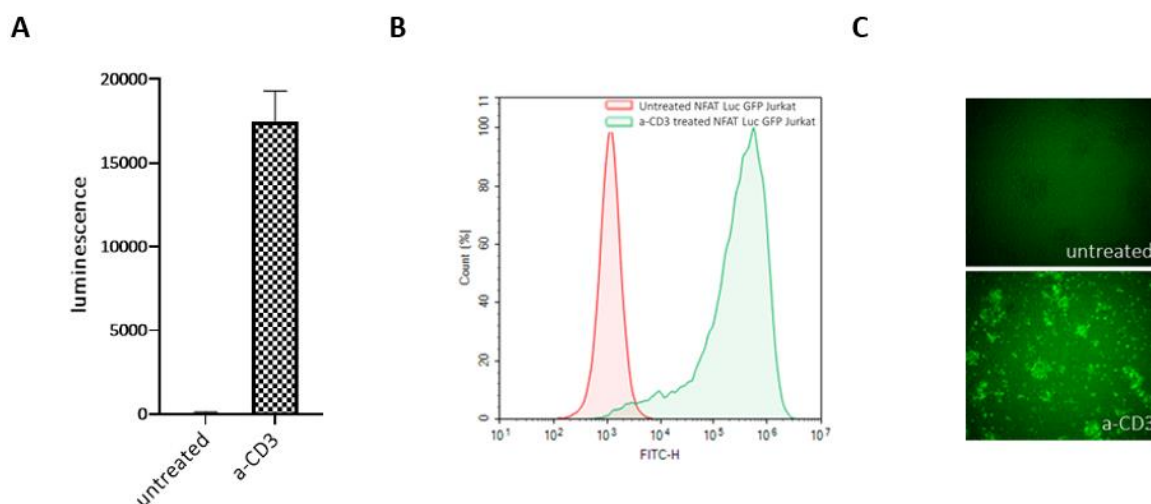 A
B
C
20000
15000
10000
5000
0
luminescence
untreated
a-CD3
Untreated NFAT Luc GFP Jurkat
a-CD3 treated NFAT Luc GFP Jurkat
11
100
80
60
40
20
0
Count [%]
10¹
10²
10³
10⁴
10⁵
10⁶
10⁷
FITC-H
untreated
a-CD3